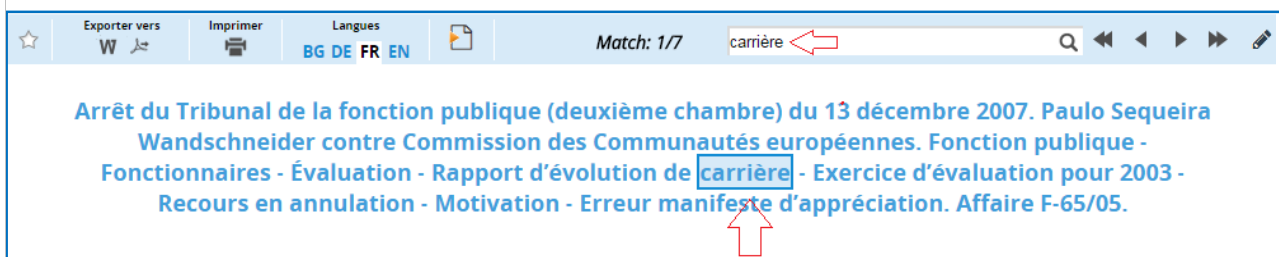 Exporter vers
Imprimer
Langues
BG DE FR EN
Match: 1/7
carrière
Arrêt du Tribunal de la fonction publique (deuxième chambre) du 13 décembre 2007. Paulo Sequeira
Wandschneider contre Commission des Communautés européennes. Fonction publique -
Fonctionnaires - Évaluation - Rapport d’évolution de carrière - Exercice d’évaluation pour 2003 -
Recours en annulation - Motivation - Erreur manifeste d’appréciation. Affaire F-65/05.